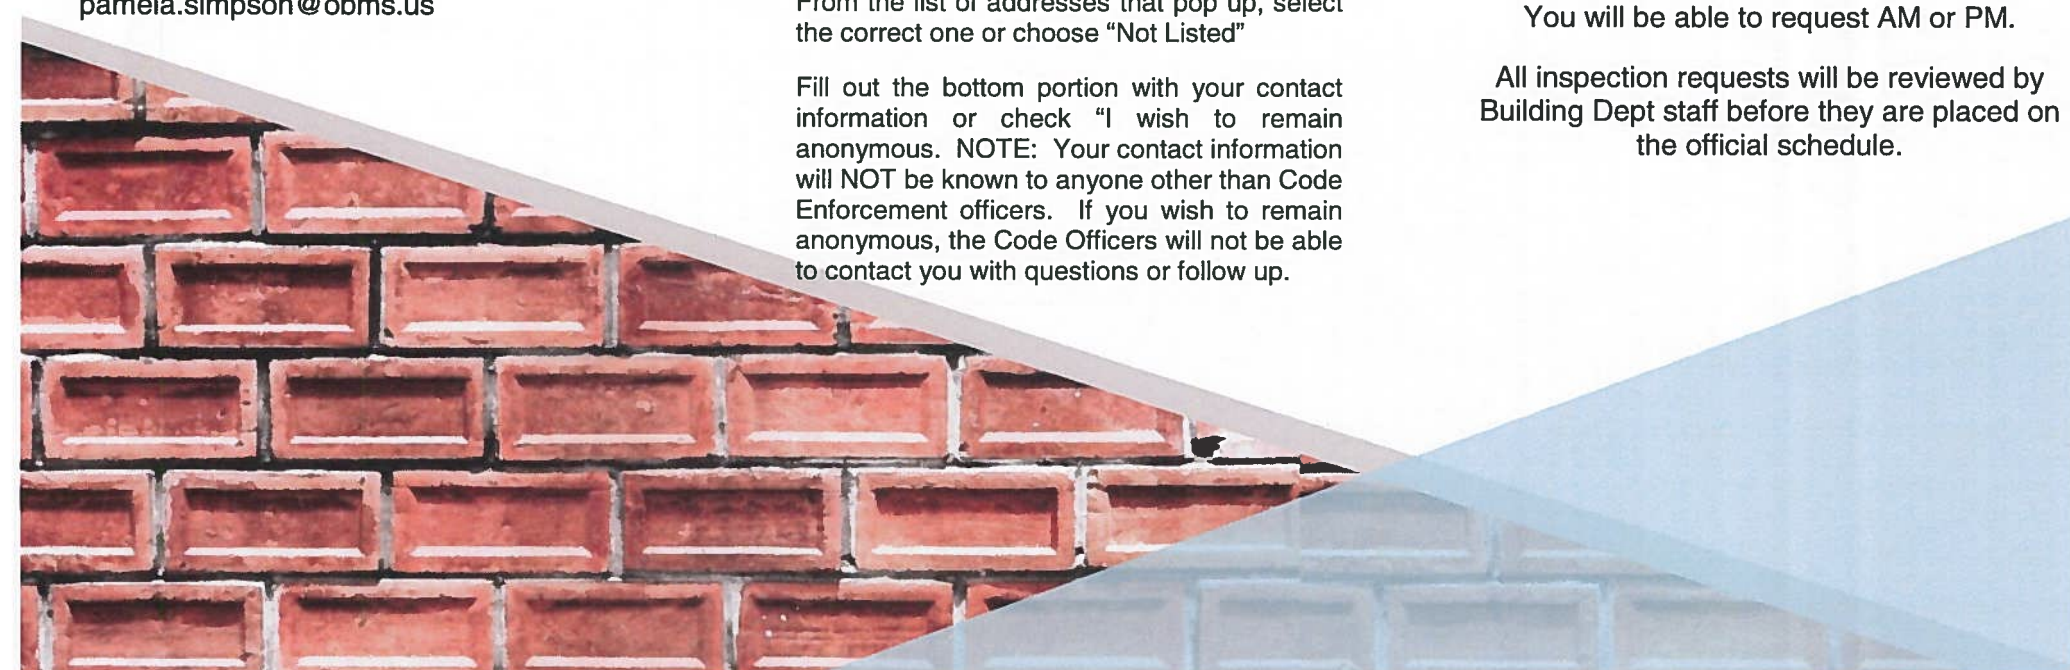 pamela.simpson@obms.us
From the list of addresses that pop up, select
the correct one or choose “Not Listed”
Fill out the bottom portion with your contact
information or check “I wish to remain
anonymous. NOTE: Your contact information
will NOT be known to anyone other than Code
Enforcement officers. If you wish to remain
anonymous, the Code Officers will not be able
to contact you with questions or follow up.
You will be able to request AM or PM.
All inspection requests will be reviewed by
Building Dept staff before they are placed on
the official schedule.